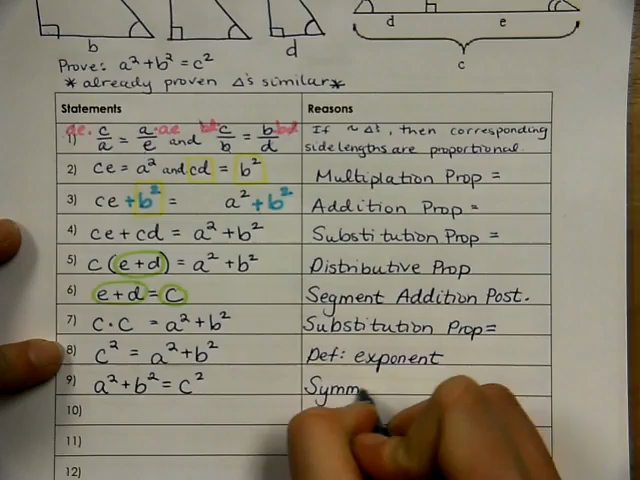 b
d
d e
c
Prove: a² + b² = c²
*already proven Δ's similar*
Statements Reasons
1) ae · c/a = a/e · ae and bd · c/b = b/d · bd If ~ Δs, then corresponding side lengths are proportional.
2) ce = a² and cd = b² Multiplation Prop =
3) ce + b² = a² + b² Addition Prop =
4) ce + cd = a² + b² Substitution Prop =
5) c (e+d) = a² + b² Distributive Prop
6) e+d = c Segment Addition Post.
7) c · c = a² + b² Substitution Prop=
8) c² = a² + b² Def: exponent
9) a² + b² = c² Symm
10)
11)
12)